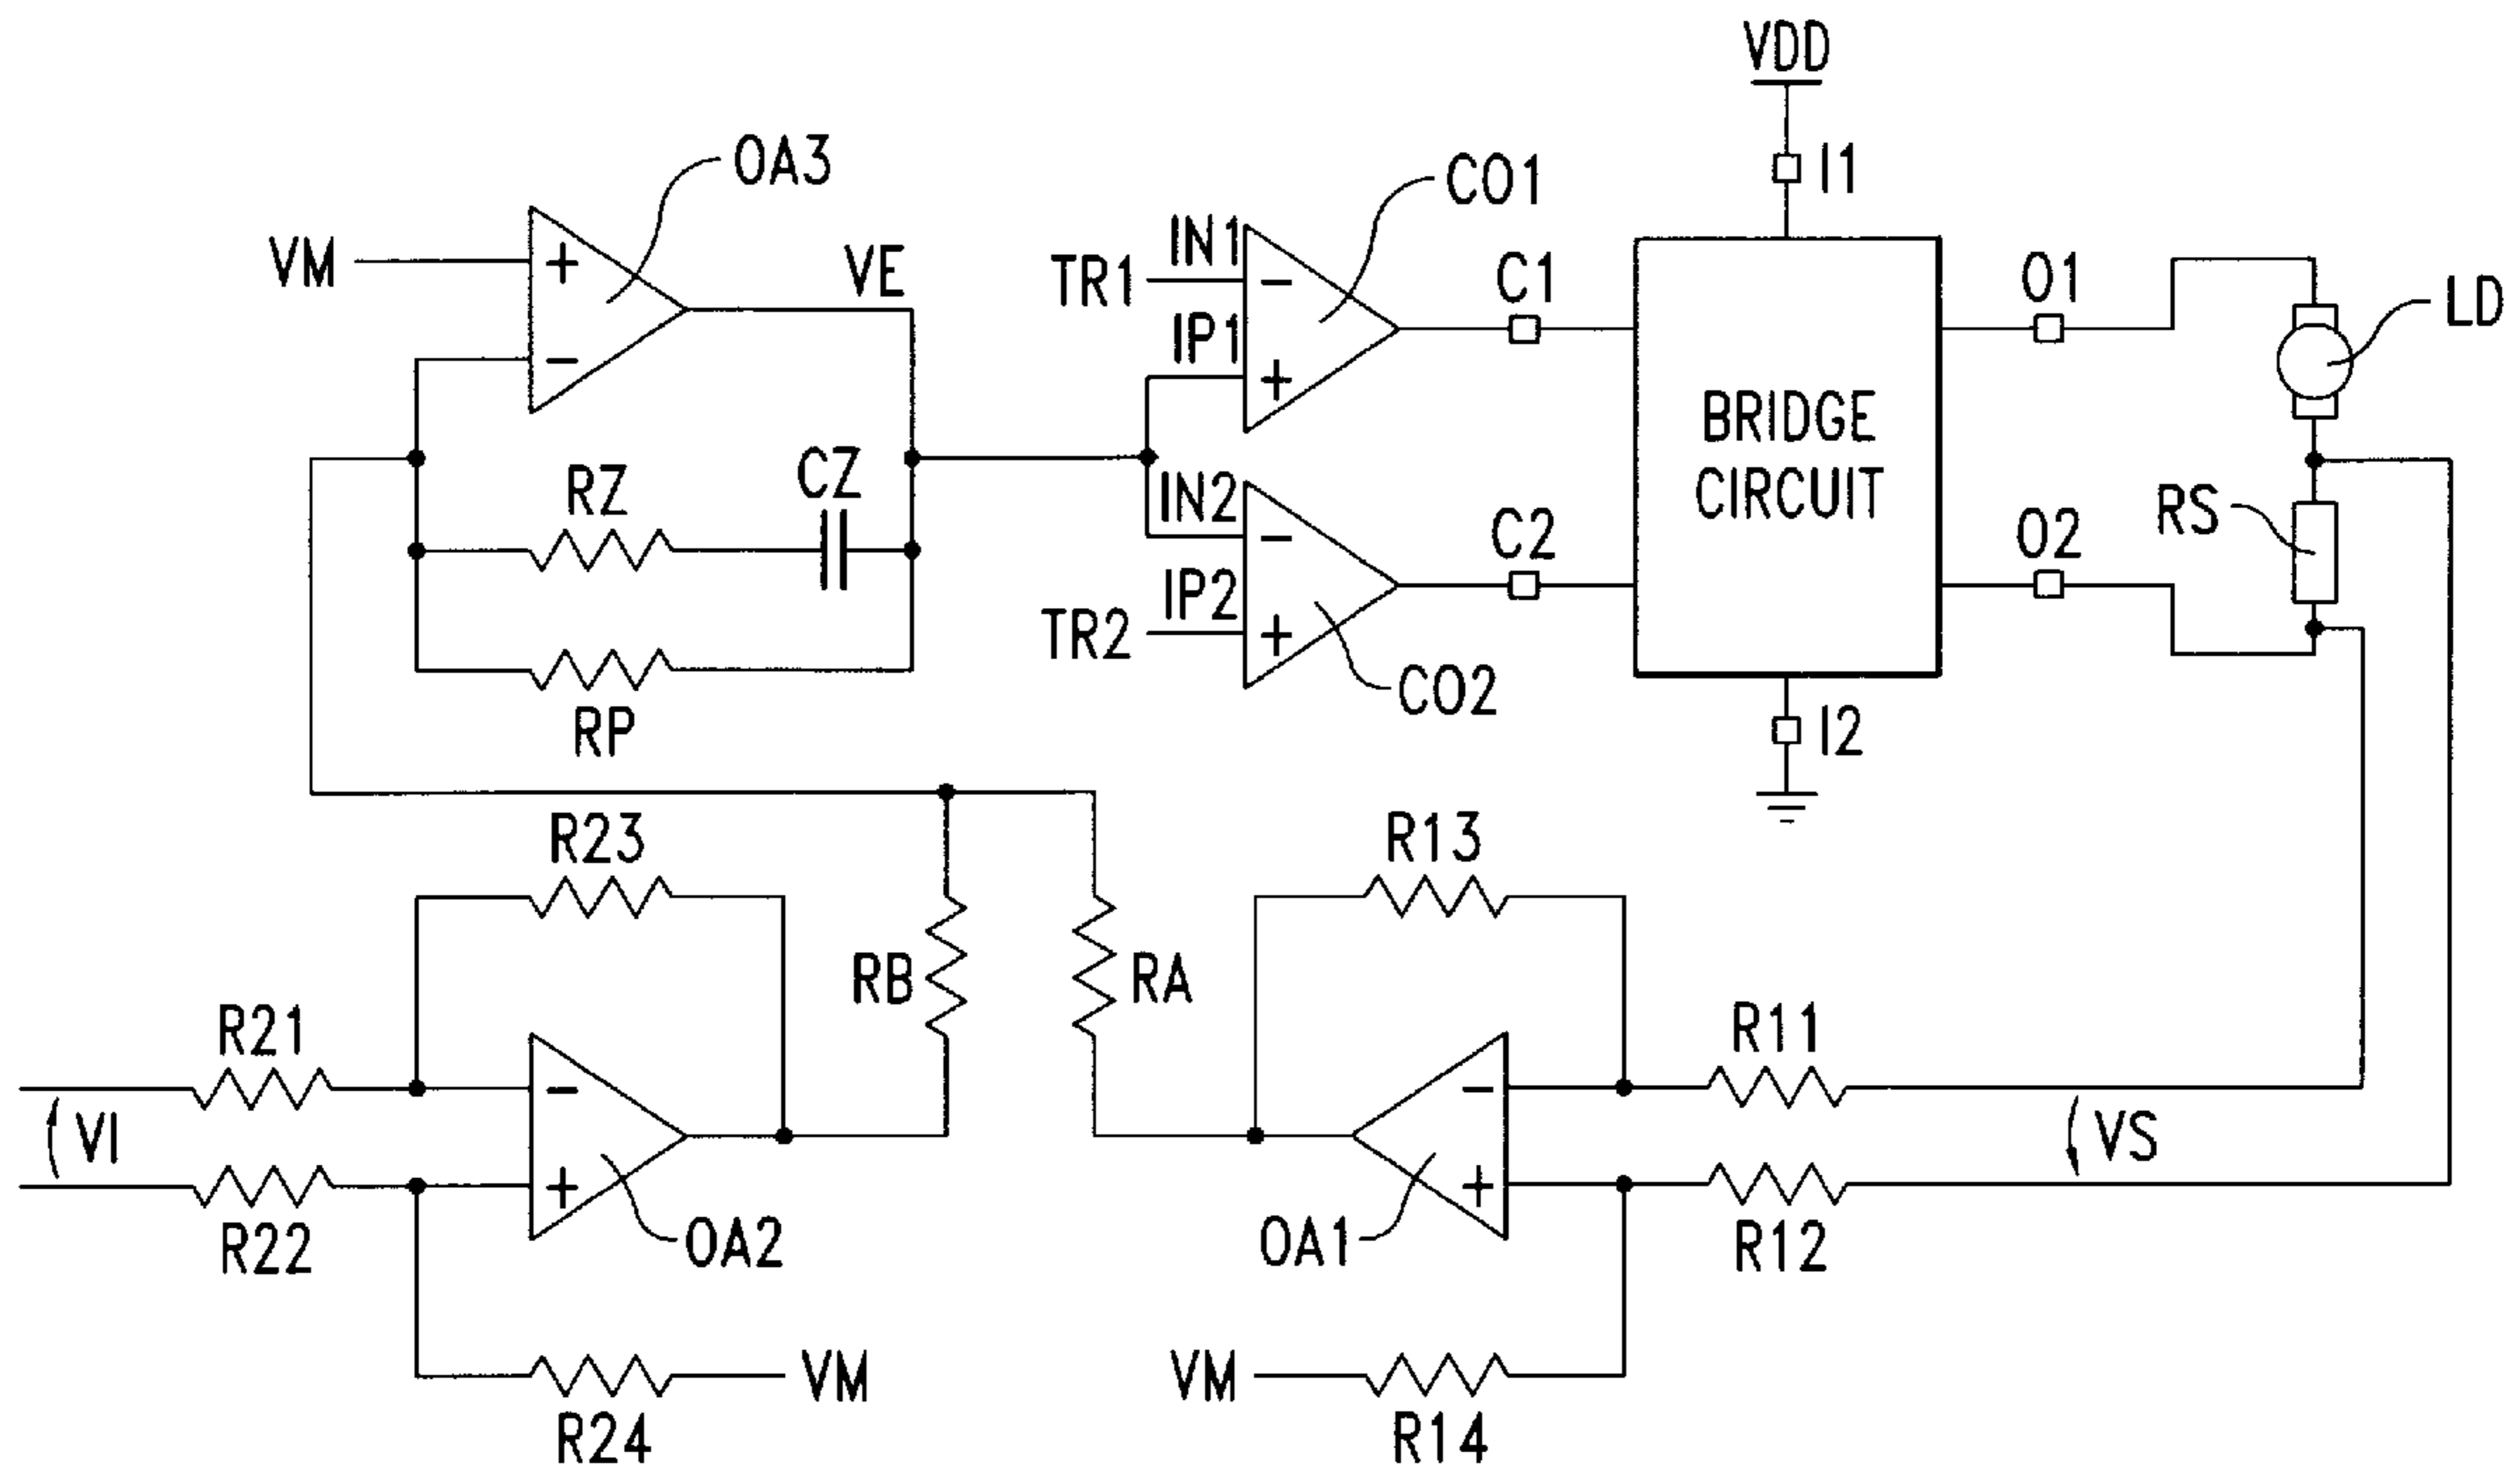 VDD
I1
OA3
CO1
VM
+
VE
IN1
TR1
−
C1
O1
LD
IP1
−
+
BRIDGE
CIRCUIT
RZ
CZ
IN2
−
C2
O2
RS
IP2
TR2
+
CO2
RP
I2
R23
R13
RB
RA
R21
R11
−
−
VI
VS
+
+
R22
OA2
OA1
R12
VM
VM
R24
R14